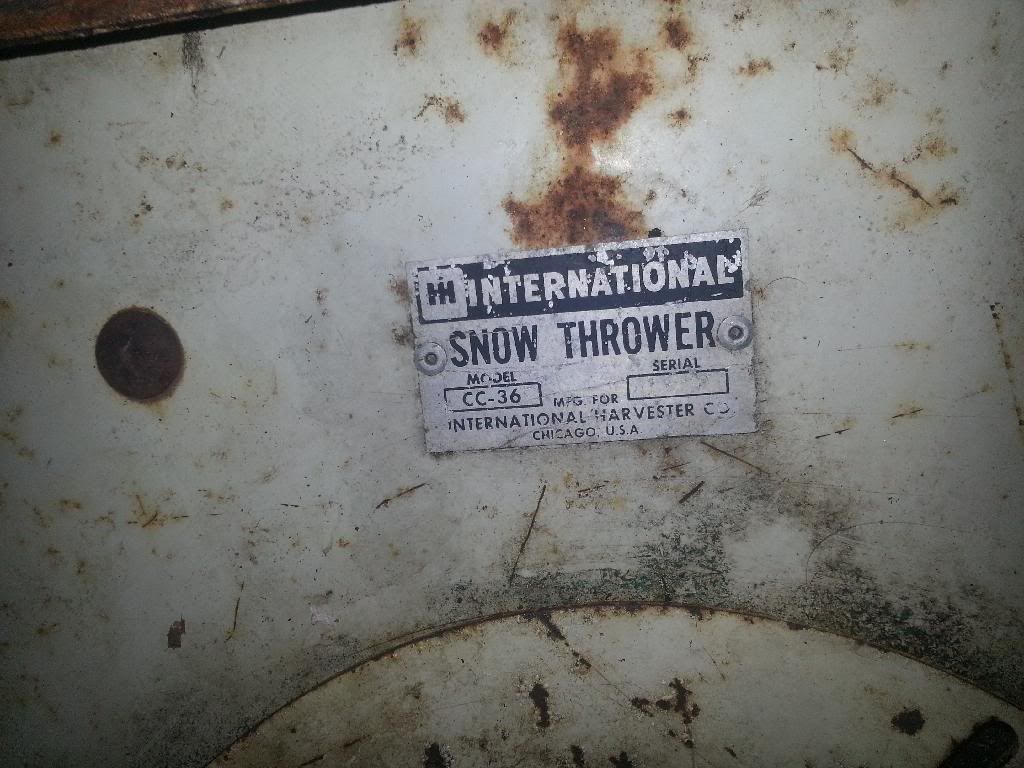 IH INTERNATIONAL
SNOW THROWER
MODEL SERIAL
CC-36
MFG. FOR
INTERNATIONAL HARVESTER CO.
CHICAGO, U.S.A.